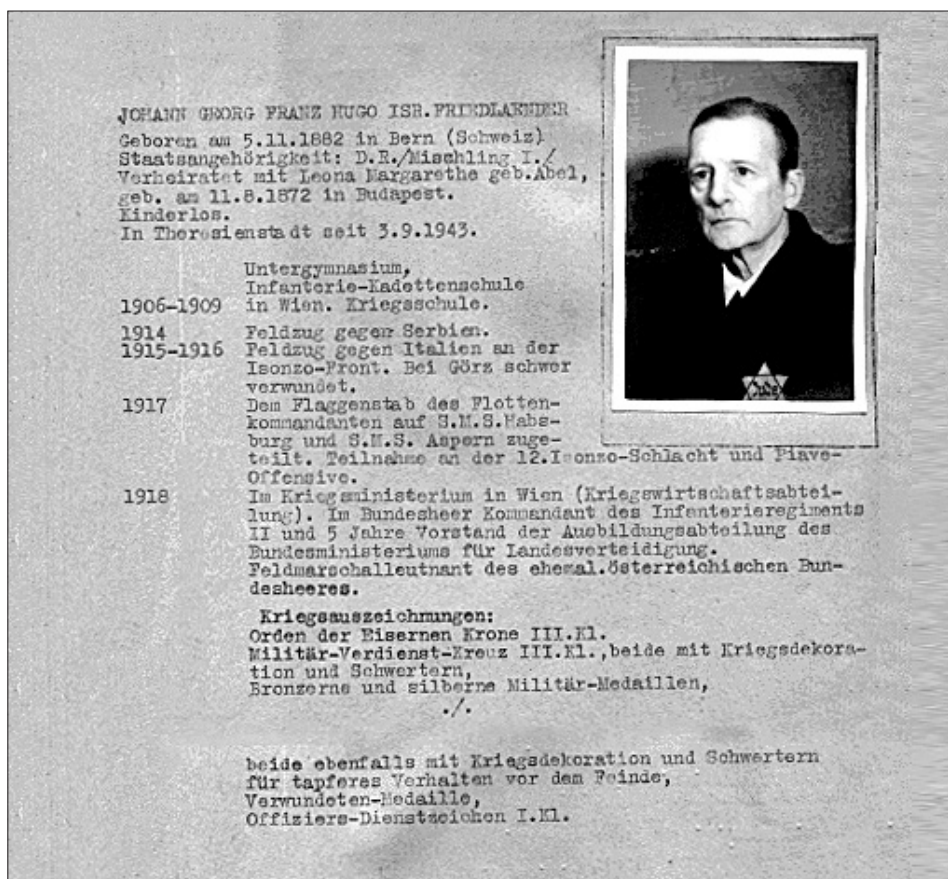 JOHANN GEORG FRANZ HUGO ISR.FRIEDLAENDER
Geboren am 5.11.1882 in Bern (Schweiz)
Staatsangehörigkeit: D.R./Mischling I./
Verheiratet mit Leona Margarethe geb.Abel,
geb. am 11.8.1872 in Budapest.
Kinderlos.
In Theresienstadt seit 3.9.1943.
Untergymnasium,
Infanterie-Kadettenschule
1906-1909 in Wien. Kriegsschule.
1914 Feldzug gegen Serbien.
1915-1916 Feldzug gegen Italien an der
Isonzo-Front. Bei Görz schwer
verwundet.
1917 Dem Flaggenstab des Flotten-
kommandanten auf S.M.S.Habs-
burg und S.M.S. Aspern zuge-
teilt. Teilnahme an der 12.Isonzo-Schlacht und Piave-
Offensive.
1918 Im Kriegsministerium in Wien (Kriegswirtschaftsabtei-
lung). Im Bundesheer Kommandant des Infanterieregiments
II und 5 Jahre Vorstand der Ausbildungsabteilung des
Bundesministeriums für Landesverteidigung.
Feldmarschalleutnant des ehemal.österreichischen Bun-
desheeres.
Kriegsauszeichnungen:
Orden der Eisernen Krone III.Kl.
Militär-Verdienst-Kreuz III.Kl.,beide mit Kriegsdekora-
tion und Schwertern,
Bronzerne und silberne Militär-Medaillen,
./.
beide ebenfalls mit Kriegsdekoration und Schwertern
für tapferes Verhalten vor dem Feinde,
Verwundeten-Medaille,
Offiziers-Dienstzeichen I.Kl.
Jude